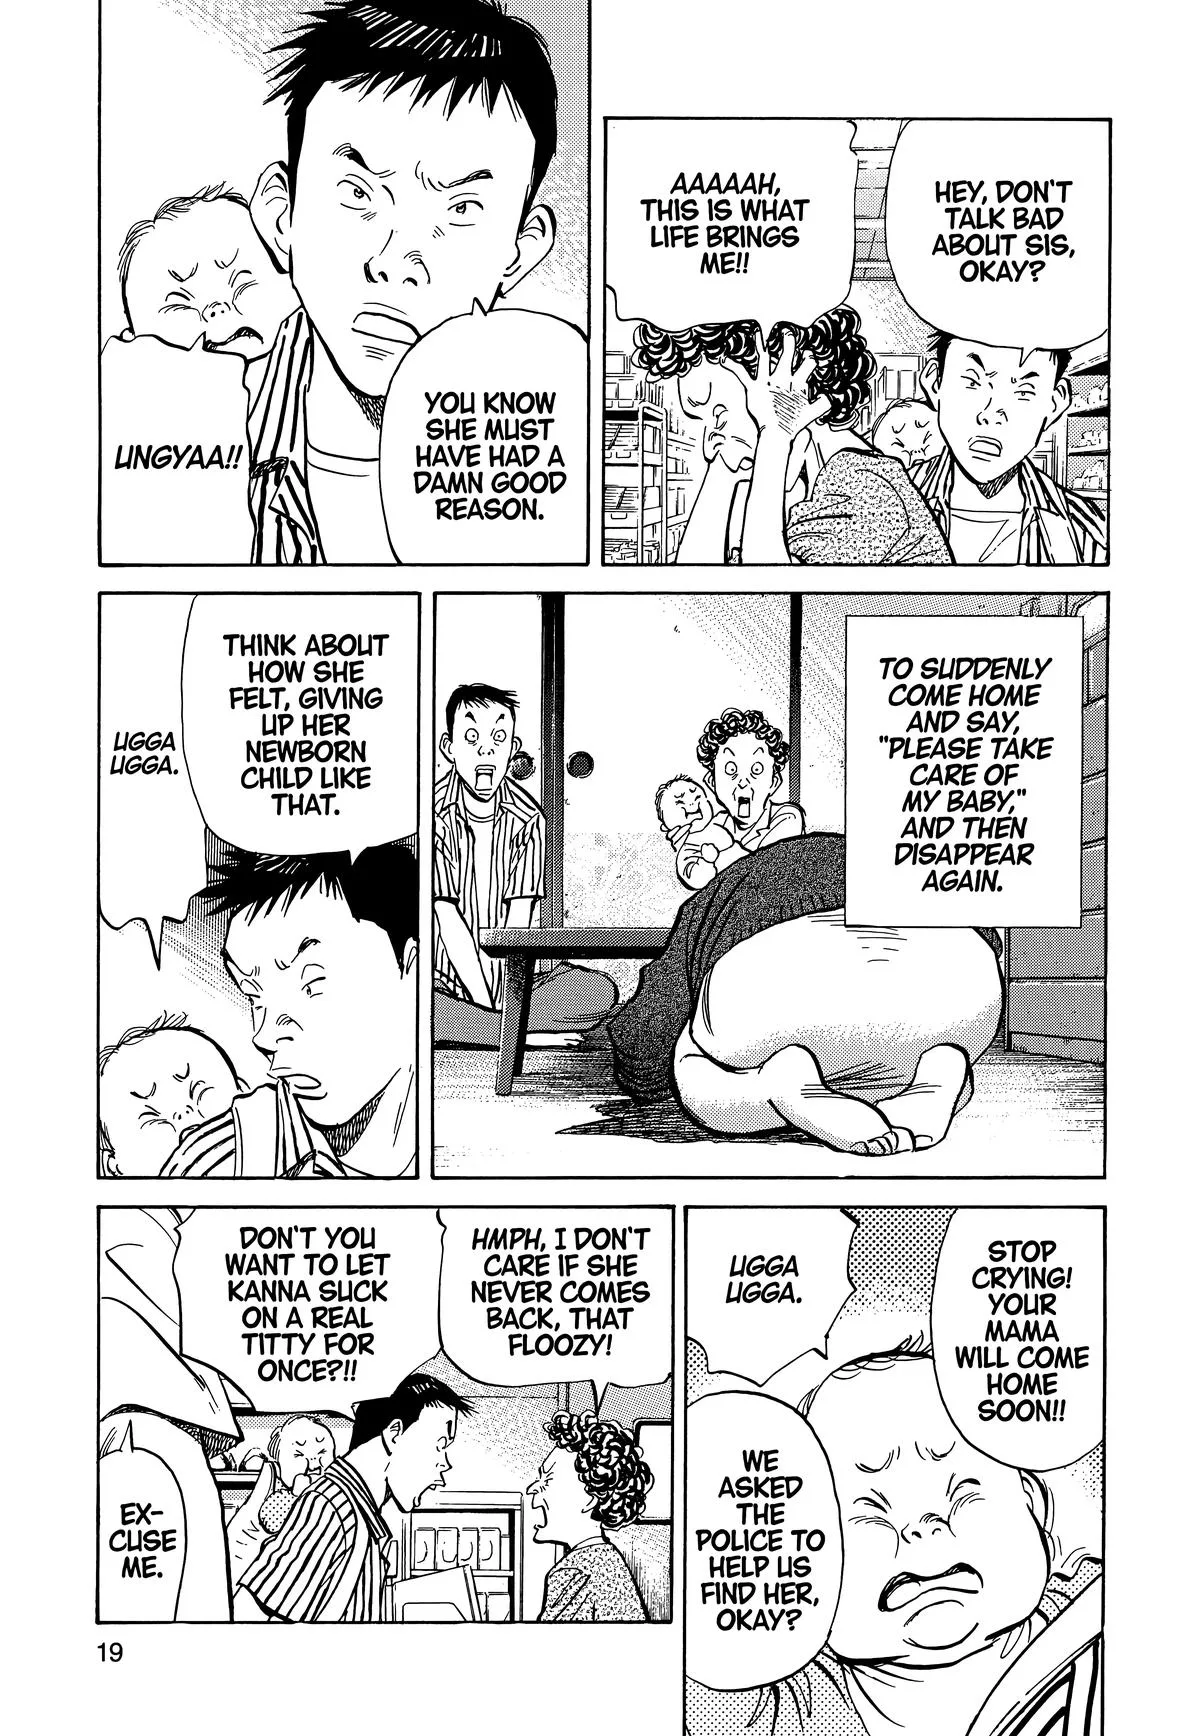 HEY, DON'T
TALK BAD
ABOUT SIS,
OKAY?
AAAAAH,
THIS IS WHAT
LIFE BRINGS
ME!!
YOU KNOW
SHE MUST
HAVE HAD A
DAMN GOOD
REASON.
UNGYAA!!
TO SUDDENLY
COME HOME
AND SAY,
"PLEASE TAKE
CARE OF
MY BABY,"
AND THEN
DISAPPEAR
AGAIN.
THINK ABOUT
HOW SHE
FELT, GIVING
UP HER
NEWBORN
CHILD LIKE
THAT.
UGGA
UGGA.
STOP
CRYING!
YOUR
MAMA
WILL COME
HOME
SOON!!
UGGA
UGGA.
WE
ASKED
THE
POLICE TO
HELP US
FIND HER,
OKAY?
HMPH, I DON'T
CARE IF SHE
NEVER COMES
BACK, THAT
FLOOZY!
DON'T YOU
WANT TO LET
KANNA SUCK
ON A REAL
TITTY FOR
ONCE?!!
EX-
CUSE
ME.
19